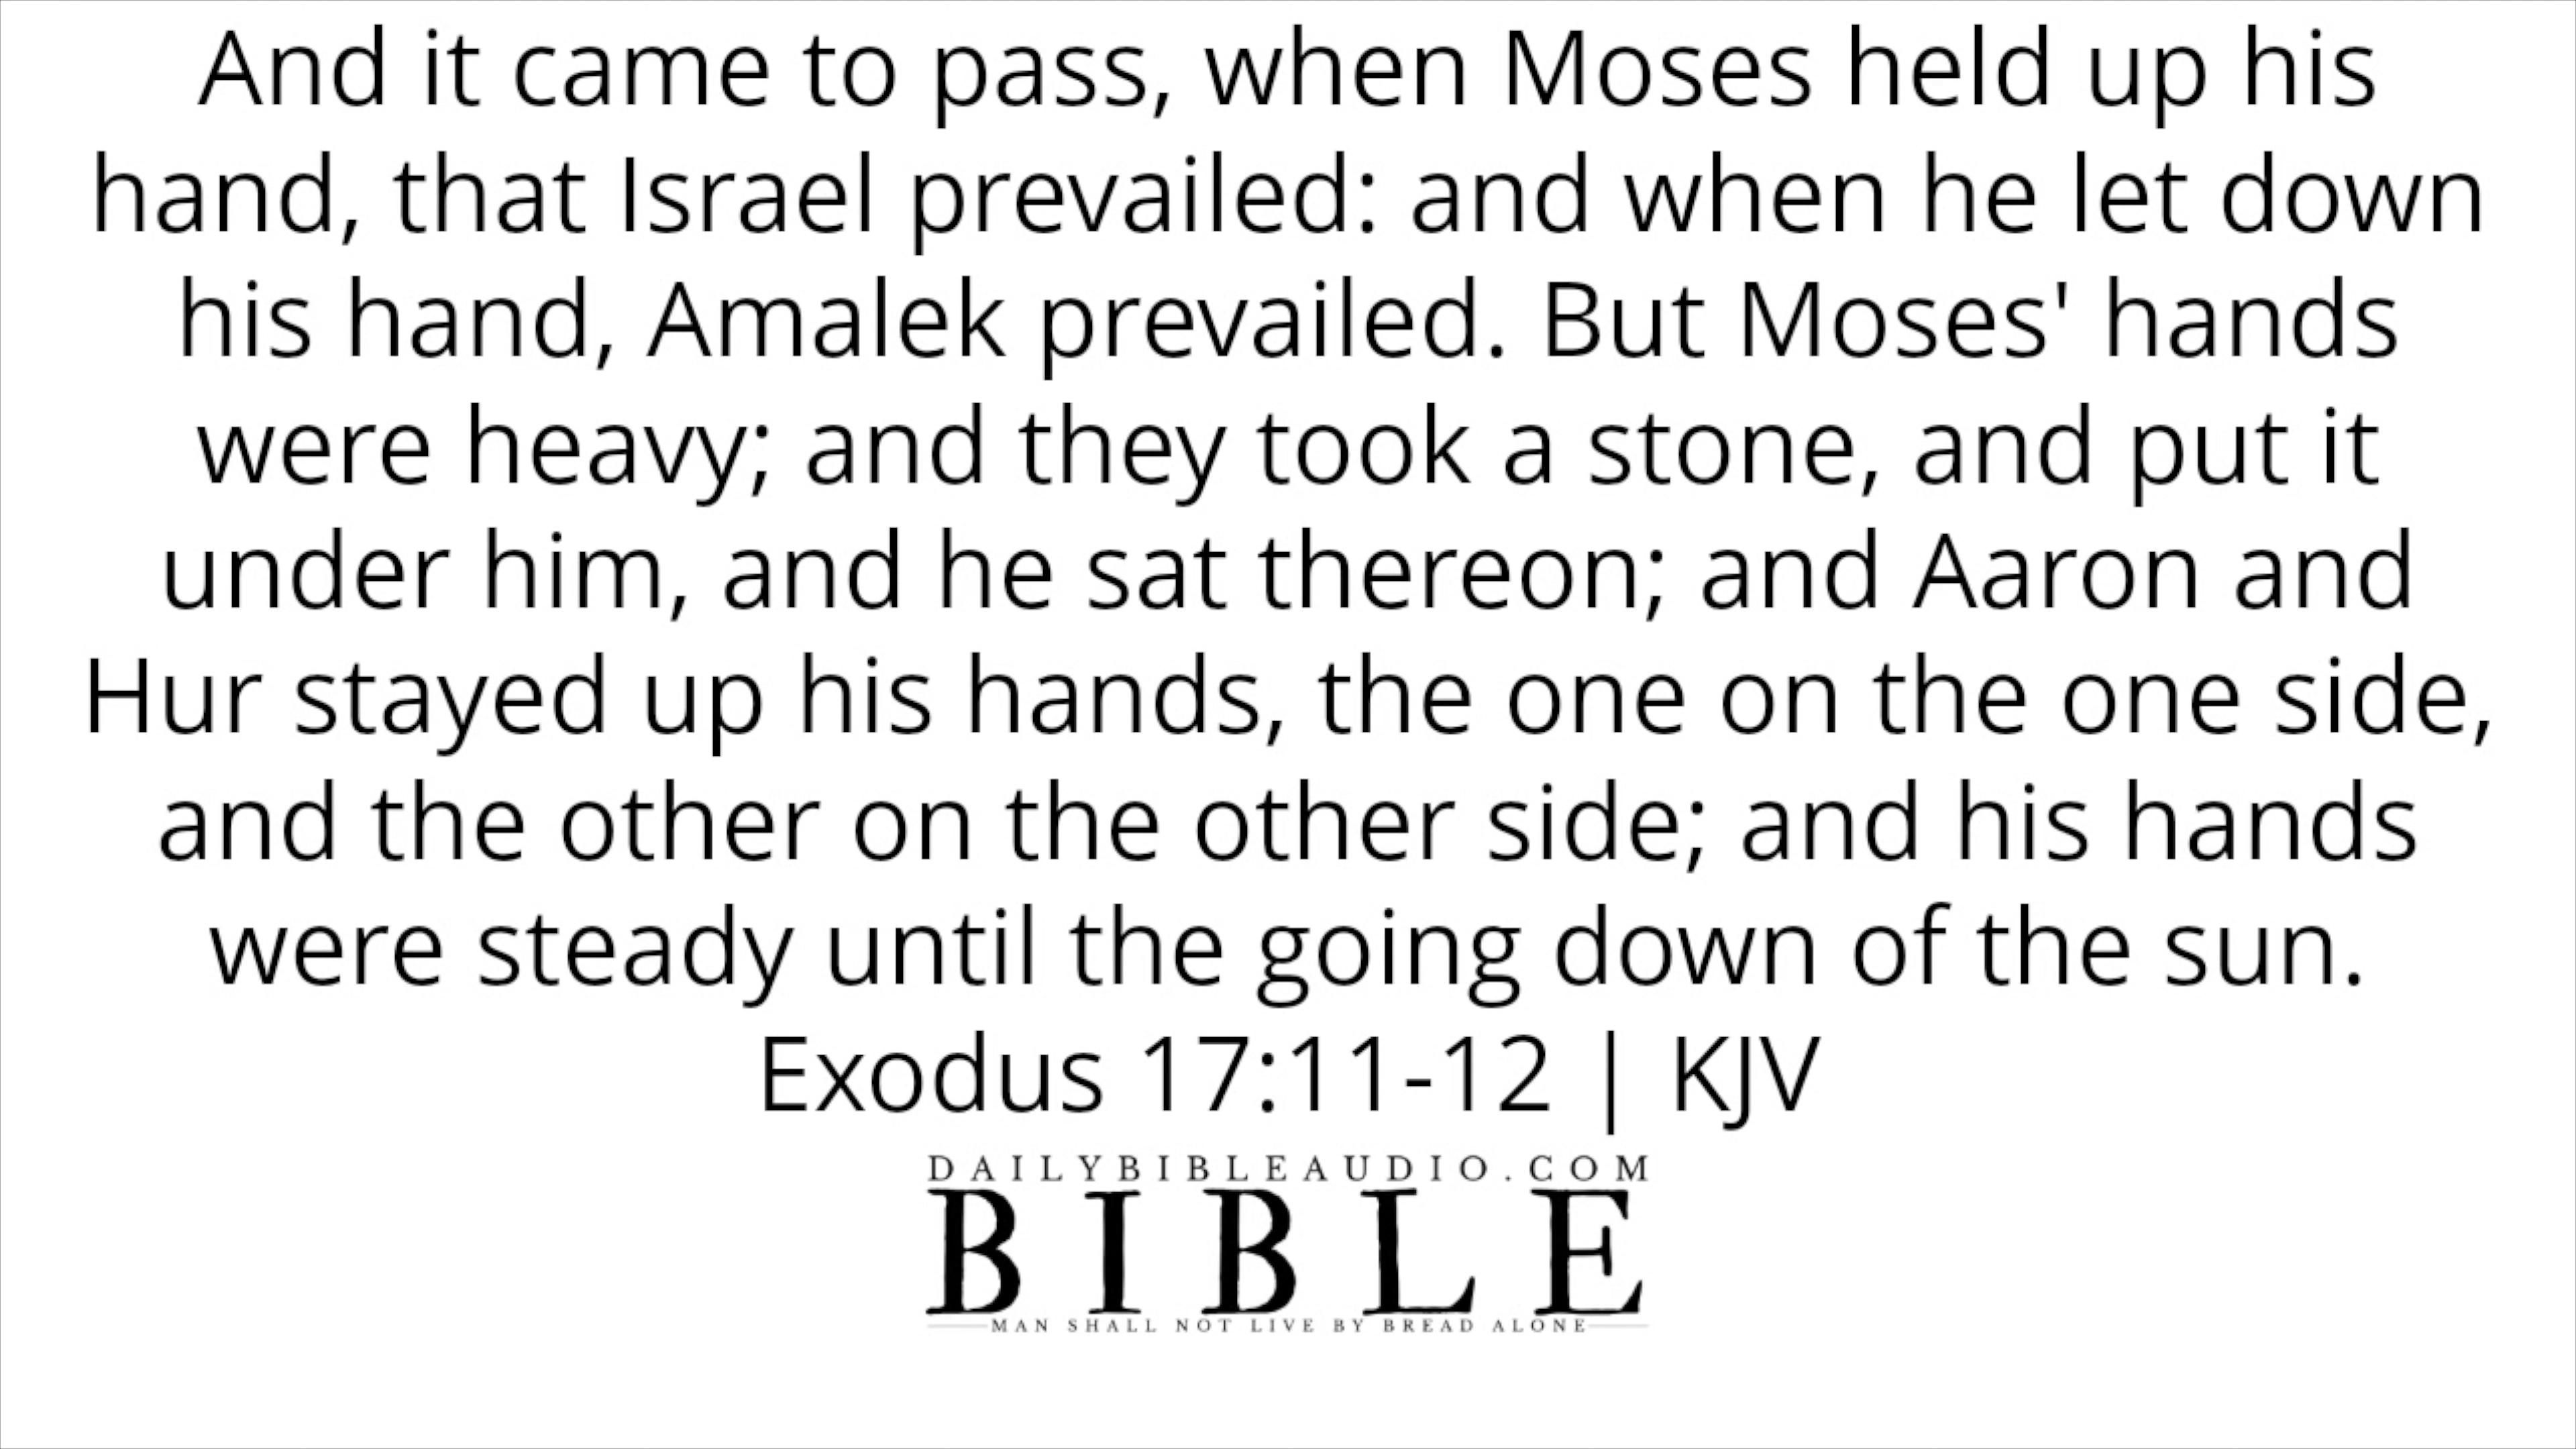 And it came to pass, when Moses held up his
hand, that Israel prevailed: and when he let down
his hand, Amalek prevailed. But Moses' hands
were heavy; and they took a stone, and put it
under him, and he sat thereon; and Aaron and
Hur stayed up his hands, the one on the one side,
and the other on the other side; and his hands
were steady until the going down of the sun.
Exodus 17:11-12 | KJV
DAILYBIBLEAUDIO.COM
BIBLE
MAN SHALL NOT LIVE BY BREAD ALONE